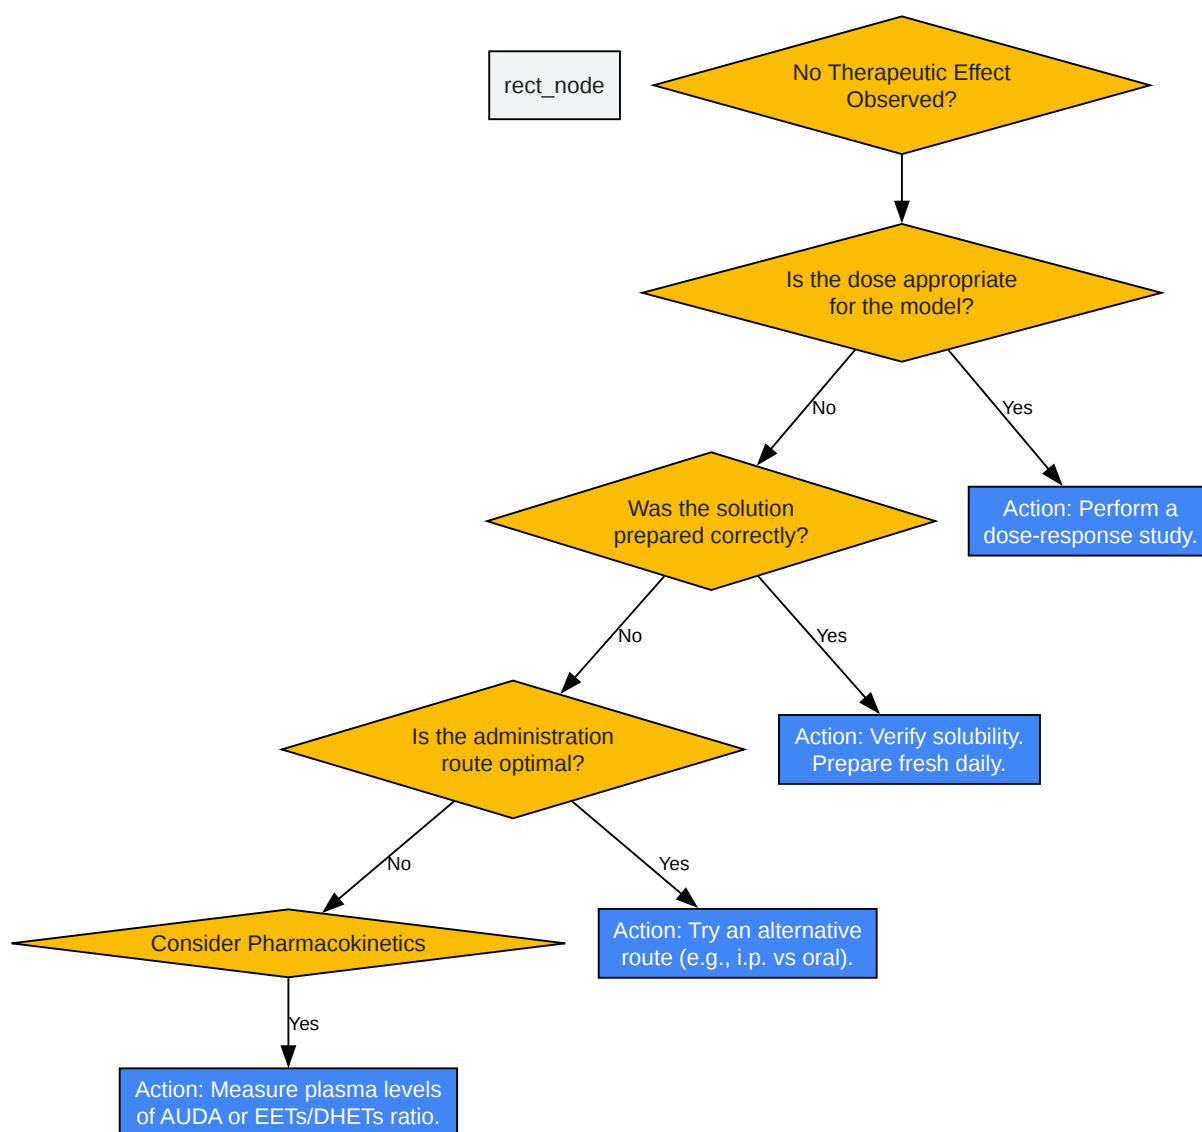 rect_node
No Therapeutic Effect
Observed?
Is the dose appropriate
for the model?
No
Yes
Was the solution
prepared correctly?
Action: Perform a
dose-response study.
No
Yes
Is the administration
route optimal?
Action: Verify solubility.
Prepare fresh daily.
No
Yes
Consider Pharmacokinetics
Action: Try an alternative
route (e.g., i.p. vs oral).
Yes
Action: Measure plasma levels
of AUDA or EETs/DHETs ratio.